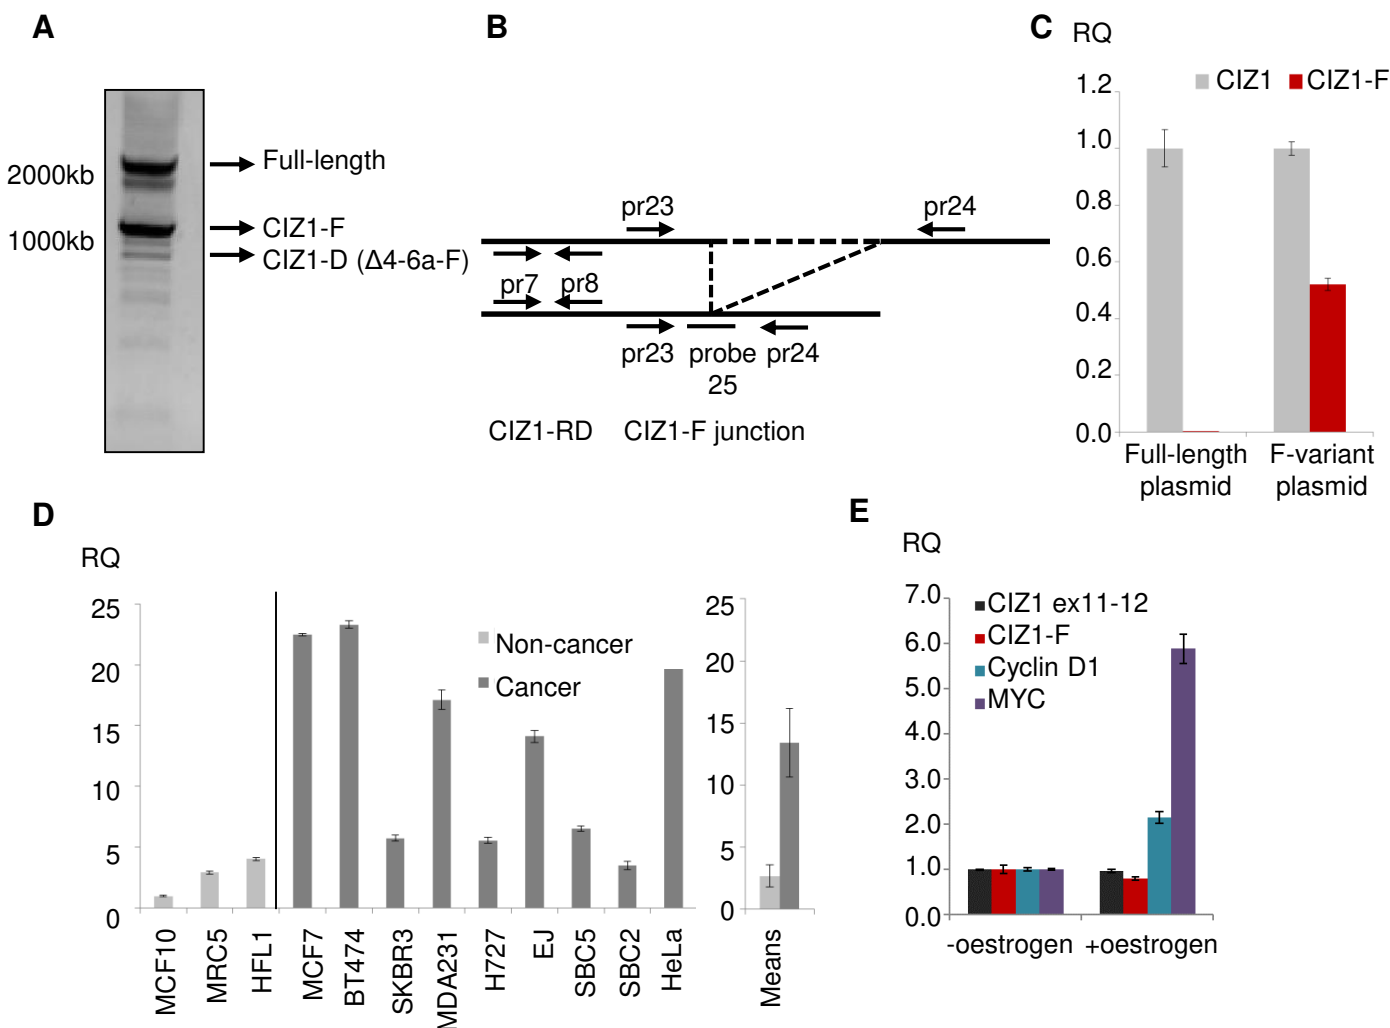 A
2000kb
1000kb
Full-length
CIZ1-F
CIZ1-D (Δ4-6a-F)
B
pr23
pr24
pr7
pr8
pr23
probe
25
pr24
CIZ1-RD
CIZ1-F junction
C
RQ
CIZ1
CIZ1-F
1.2
1.0
0.8
0.6
0.4
0.2
0.0
Full-length
plasmid
F-variant
plasmid
D
RQ
25
20
15
10
5
0
Non-cancer
Cancer
MCF10
MRC5
HFL1
MCF7
BT474
SKBR3
MDA231
H727
EJ
SBC5
SBC2
HeLa
25
20
15
10
5
0
Means
E
RQ
7.0
6.0
5.0
4.0
3.0
2.0
1.0
0.0
CIZ1 ex11-12
CIZ1-F
Cyclin D1
MYC
-oestrogen
+oestrogen